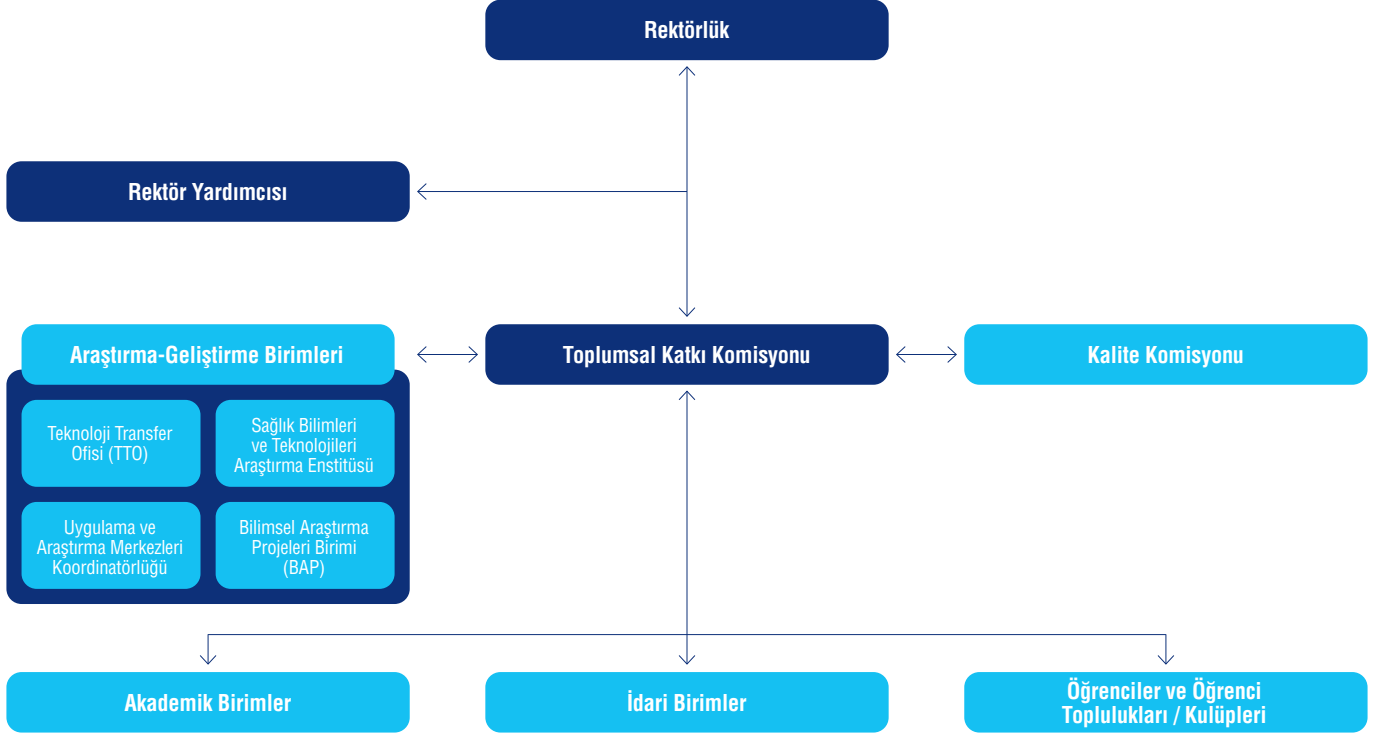 Rektörlük
Rektör Yardımcısı
Araştırma-Geliştirme Birimleri
Toplumsal Katkı Komisyonu
Kalite Komisyonu
Teknoloji Transfer
Ofisi (TTO)
Sağlık Bilimleri
ve Teknolojileri
Araştırma Enstitüsü
Uygulama ve
Araştırma Merkezleri
Koordinatörlüğü
Bilimsel Araştırma
Projeleri Birimi
(BAP)
Akademik Birimler
İdari Birimler
Öğrenciler ve Öğrenci
Toplulukları / Kulüpleri